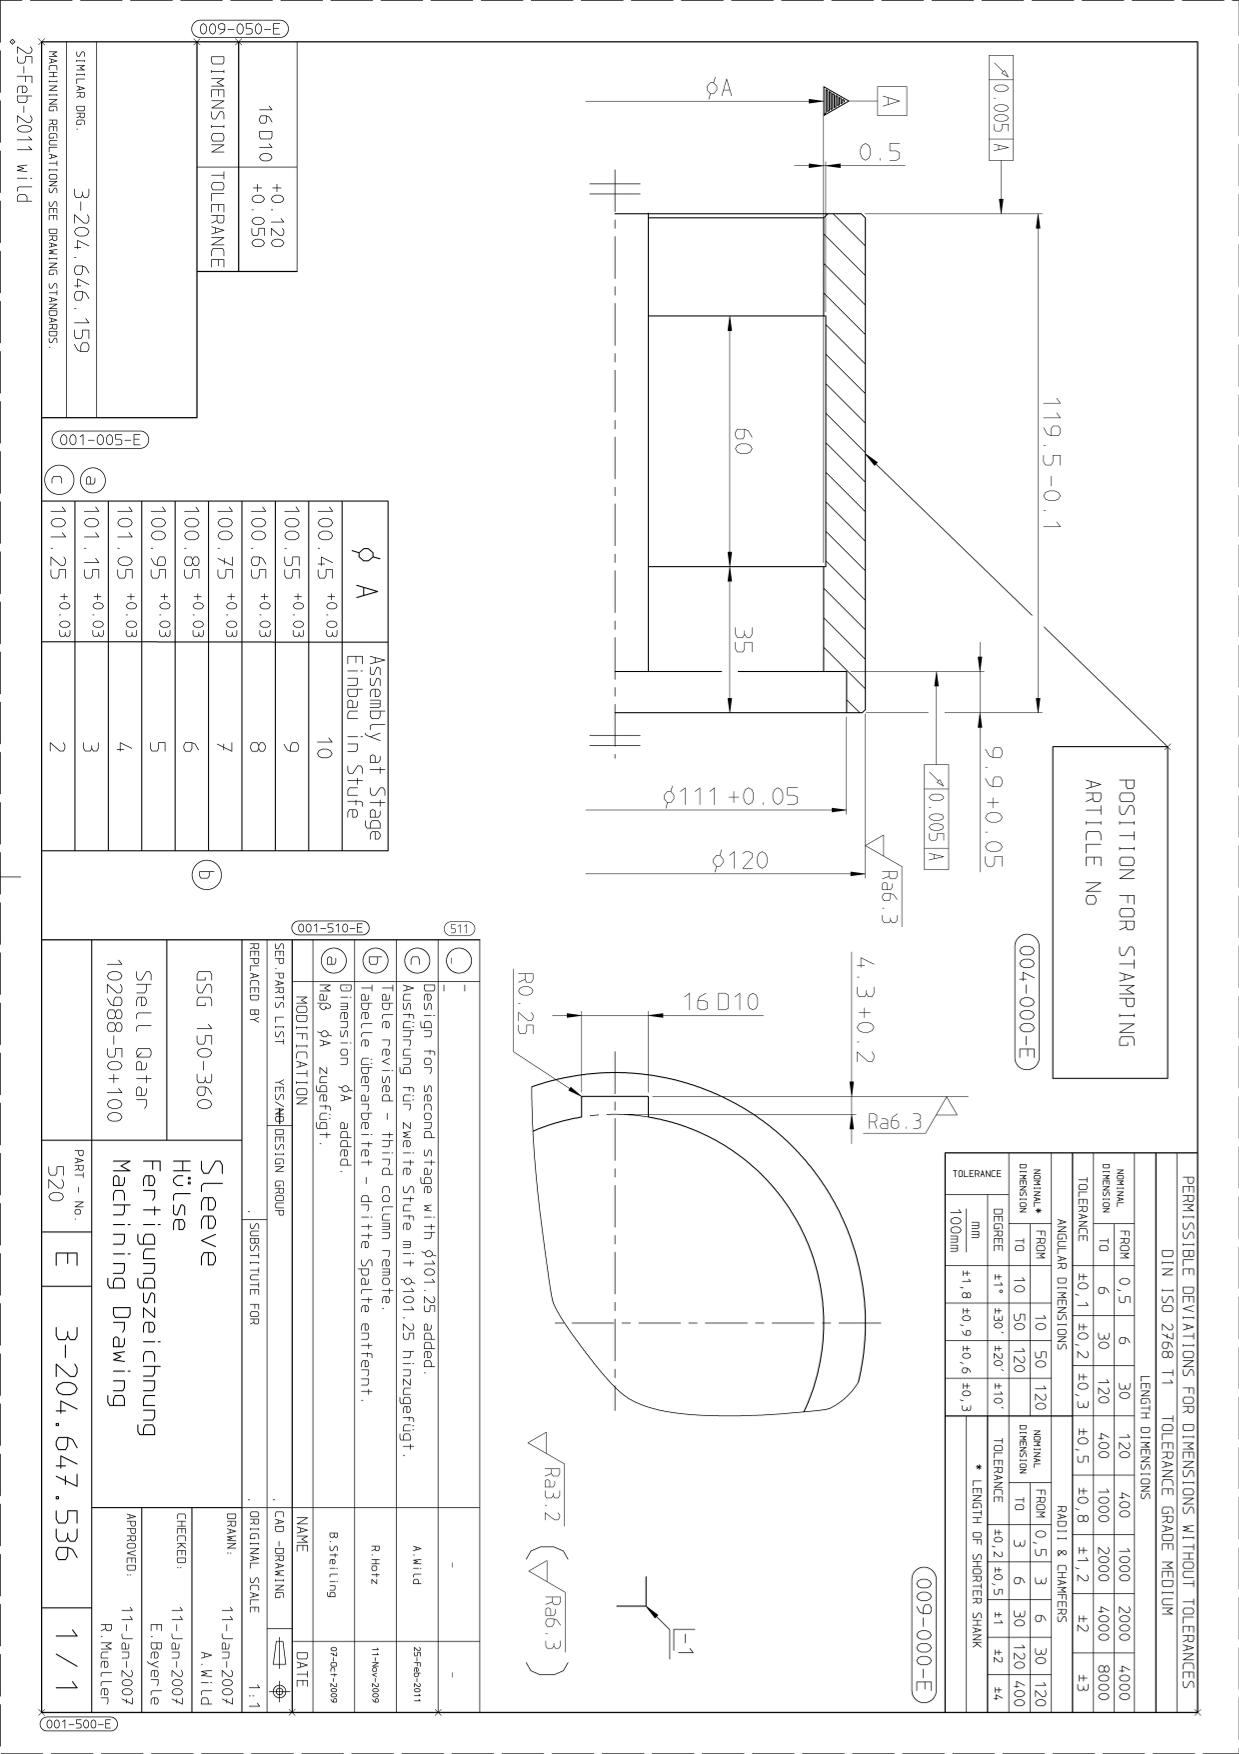 009-050-E
16 D10
+0.120
+0.050
DIMENSION
TOLERANCE
SIMILAR DRG.
3-204.646.159
MACHINING REGULATIONS SEE DRAWING STANDARDS.
25-Feb-2011 wild
001-005-E
0.005 A
A
ϕA
0.5
119.5-0.1
60
35
9.9+0.05
0.005 A
ϕ111 +0.05
ϕ120
Ra6.3
POSITION FOR STAMPING
ARTICLE No
004-000-E
ϕ A
Assembly at Stage
Einbau in Stufe
100.45 +0.03 10
100.55 +0.03 9
100.65 +0.03 8
100.75 +0.03 7
100.85 +0.03 6
100.95 +0.03 5
101.05 +0.03 4
a 101.15 +0.03 3
c 101.25 +0.03 2
b
4.3+0.2
16 D10
R0.25
Ra6.3
PERMISSIBLE DEVIATIONS FOR DIMENSIONS WITHOUT TOLERANCES
DIN ISO 2768 T1 TOLERANCE GRADE MEDIUM
LENGTH DIMENSIONS
NOMINAL
DIMENSION
FROM 0,5 6 30 120 400 1000 2000 4000
TO 6 30 120 400 1000 2000 4000 8000
TOLERANCE ±0,1 ±0,2 ±0,3 ±0,5 ±0,8 ±1,2 ±2 ±3
ANGULAR DIMENSIONS
NOMINAL*
DIMENSION
FROM 10 50 120
TO 10 50 120
TOLERANCE
DEGREE ±1° ±30' ±20' ±10'
mm
100mm
±1,8 ±0,9 ±0,6 ±0,3
RADII & CHAMFERS
NOMINAL
DIMENSION
FROM 0,5 3 6 30 120
TO 3 6 30 120 400
TOLERANCE ±0,2 ±0,5 ±1 ±2 ±4
* LENGTH OF SHORTER SHANK
009-000-E
-1
Ra3.2 ( Ra6.3 )
511
001-510-E
- - - -
c Design for second stage with ϕ101.25 added.
Ausführung für zweite Stufe mit ϕ101.25 hinzugefügt.
A.Wild
25-Feb-2011
b Table revised - third column remote.
Tabelle überarbeitet - dritte Spalte entfernt.
R.Hotz
11-Nov-2009
a Dimension ϕA added.
Maß ϕA zugefügt.
B.Steiling
07-Oct-2009
MODIFICATION
NAME
DATE
SEP.PARTS LIST YES/NO
DESIGN GROUP
CAD -DRAWING
REPLACED BY .
SUBSTITUTE FOR .
ORIGINAL SCALE 1:1
GSG 150-360
Shell Qatar
102988-50+100
Sleeve
Hülse
Fertigungszeichnung
Machining Drawing
DRAWN: 11-Jan-2007
A.Wild
CHECKED: 11-Jan-2007
E.Beyerle
APPROVED: 11-Jan-2007
R.Mueller
PART - No.
520
E
3-204.647.536
1 / 1
001-500-E